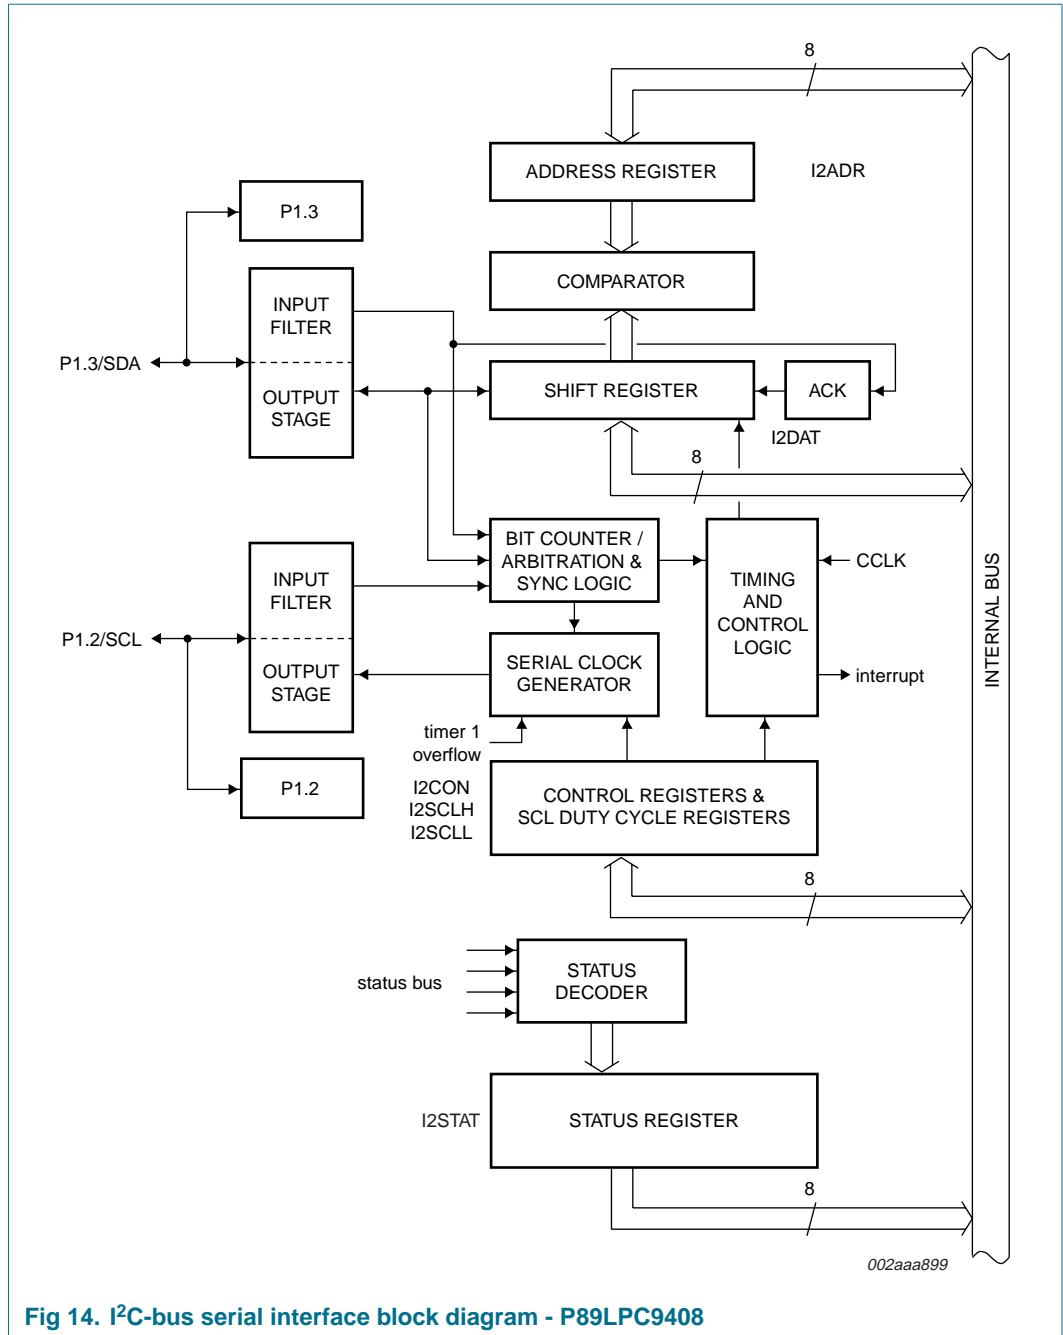 8
ADDRESS REGISTER
I2ADR
P1.3
COMPARATOR
INPUT
FILTER
P1.3/SDA
OUTPUT
STAGE
SHIFT REGISTER
ACK
I2DAT
8
BIT COUNTER /
ARBITRATION &
SYNC LOGIC
INPUT
FILTER
TIMING
AND
CONTROL
LOGIC
CCLK
INTERNAL BUS
P1.2/SCL
OUTPUT
STAGE
SERIAL CLOCK
GENERATOR
interrupt
timer 1
overflow
P1.2
I2CON
I2SCLH
I2SCLL
CONTROL REGISTERS &
SCL DUTY CYCLE REGISTERS
8
status bus
STATUS
DECODER
I2STAT
STATUS REGISTER
8
002aaa899
Fig 14. I²C-bus serial interface block diagram - P89LPC9408